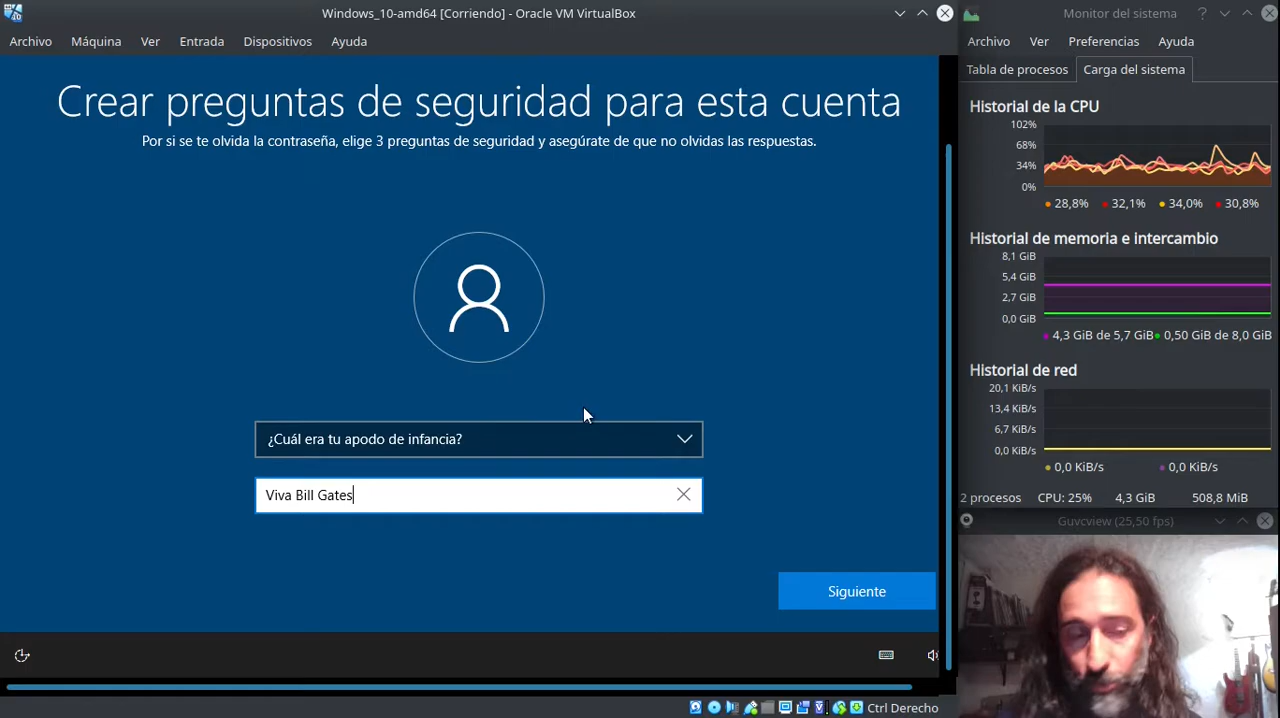 Windows_10-amd64 [Corriendo] - Oracle VM VirtualBox
Archivo Máquina Ver Entrada Dispositivos Ayuda
Crear preguntas de seguridad para esta cuenta
Por si se te olvida la contraseña, elige 3 preguntas de seguridad y asegúrate de que no olvidas las respuestas.
¿Cuál era tu apodo de infancia?
Viva Bill Gates
Siguiente
Ctrl Derecho
Monitor del sistema
Archivo Ver Preferencias Ayuda
Tabla de procesos Carga del sistema
Historial de la CPU
102%
68%
34%
0%
28,8% 32,1% 34,0% 30,8%
Historial de memoria e intercambio
8,1 GiB
5,4 GiB
2,7 GiB
0,0 GiB
4,3 GiB de 5,7 GiB 0,50 GiB de 8,0 GiB
Historial de red
20,1 KiB/s
13,4 KiB/s
6,7 KiB/s
0,0 KiB/s
0,0 KiB/s 0,0 KiB/s
2 procesos CPU: 25% 4,3 GiB 508,8 MiB
Guvcview (25,50 fps)